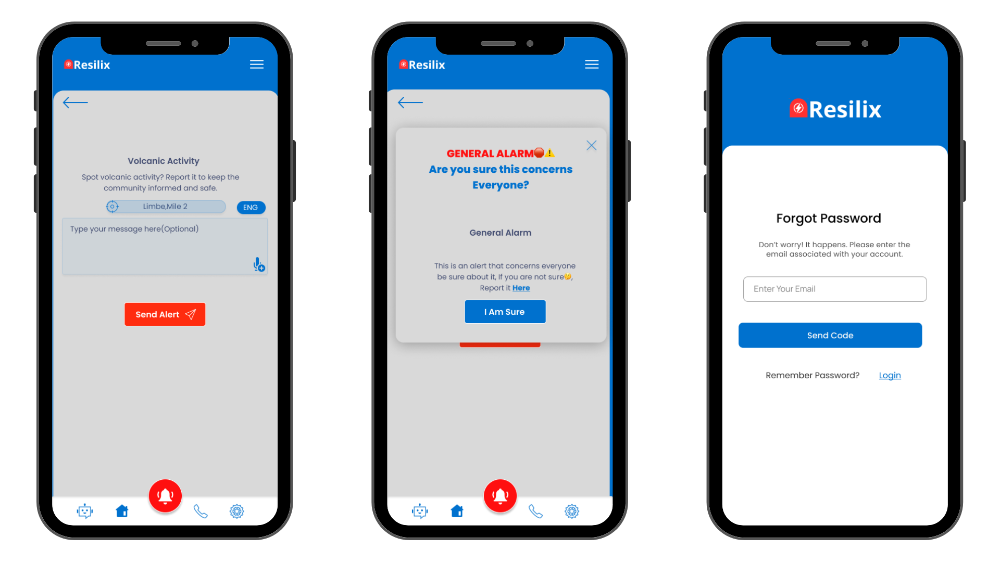 Resilix
Volcanic Activity
Spot volcanic activity? Report it to keep the
community informed and safe.
Limbe,Mile 2
ENG
Type your message here(Optional)
Send Alert
Resilix
GENERAL ALARM🛑⚠️
Are you sure this concerns
Everyone?
General Alarm
This is an alert that concerns everyone
be sure about it, If you are not sure🤔,
Report it Here
I Am Sure
Resilix
Forgot Password
Don't worry! It happens. Please enter the
email associated with your account.
Enter Your Email
Send Code
Remember Password? Login